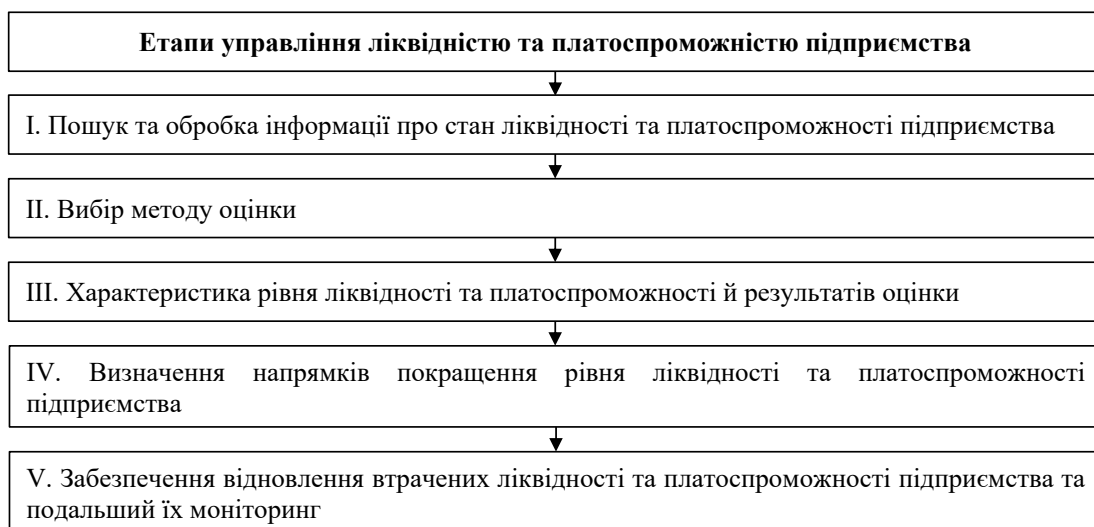 Етапи управління ліквідністю та платоспроможністю підприємства
І. Пошук та обробка інформації про стан ліквідності та платоспроможності підприємства
ІІ. Вибір методу оцінки
ІІІ. Характеристика рівня ліквідності та платоспроможності й результатів оцінки
IV. Визначення напрямків покращення рівня ліквідності та платоспроможності
підприємства
V. Забезпечення відновлення втрачених ліквідності та платоспроможності підприємства та
подальший їх моніторинг